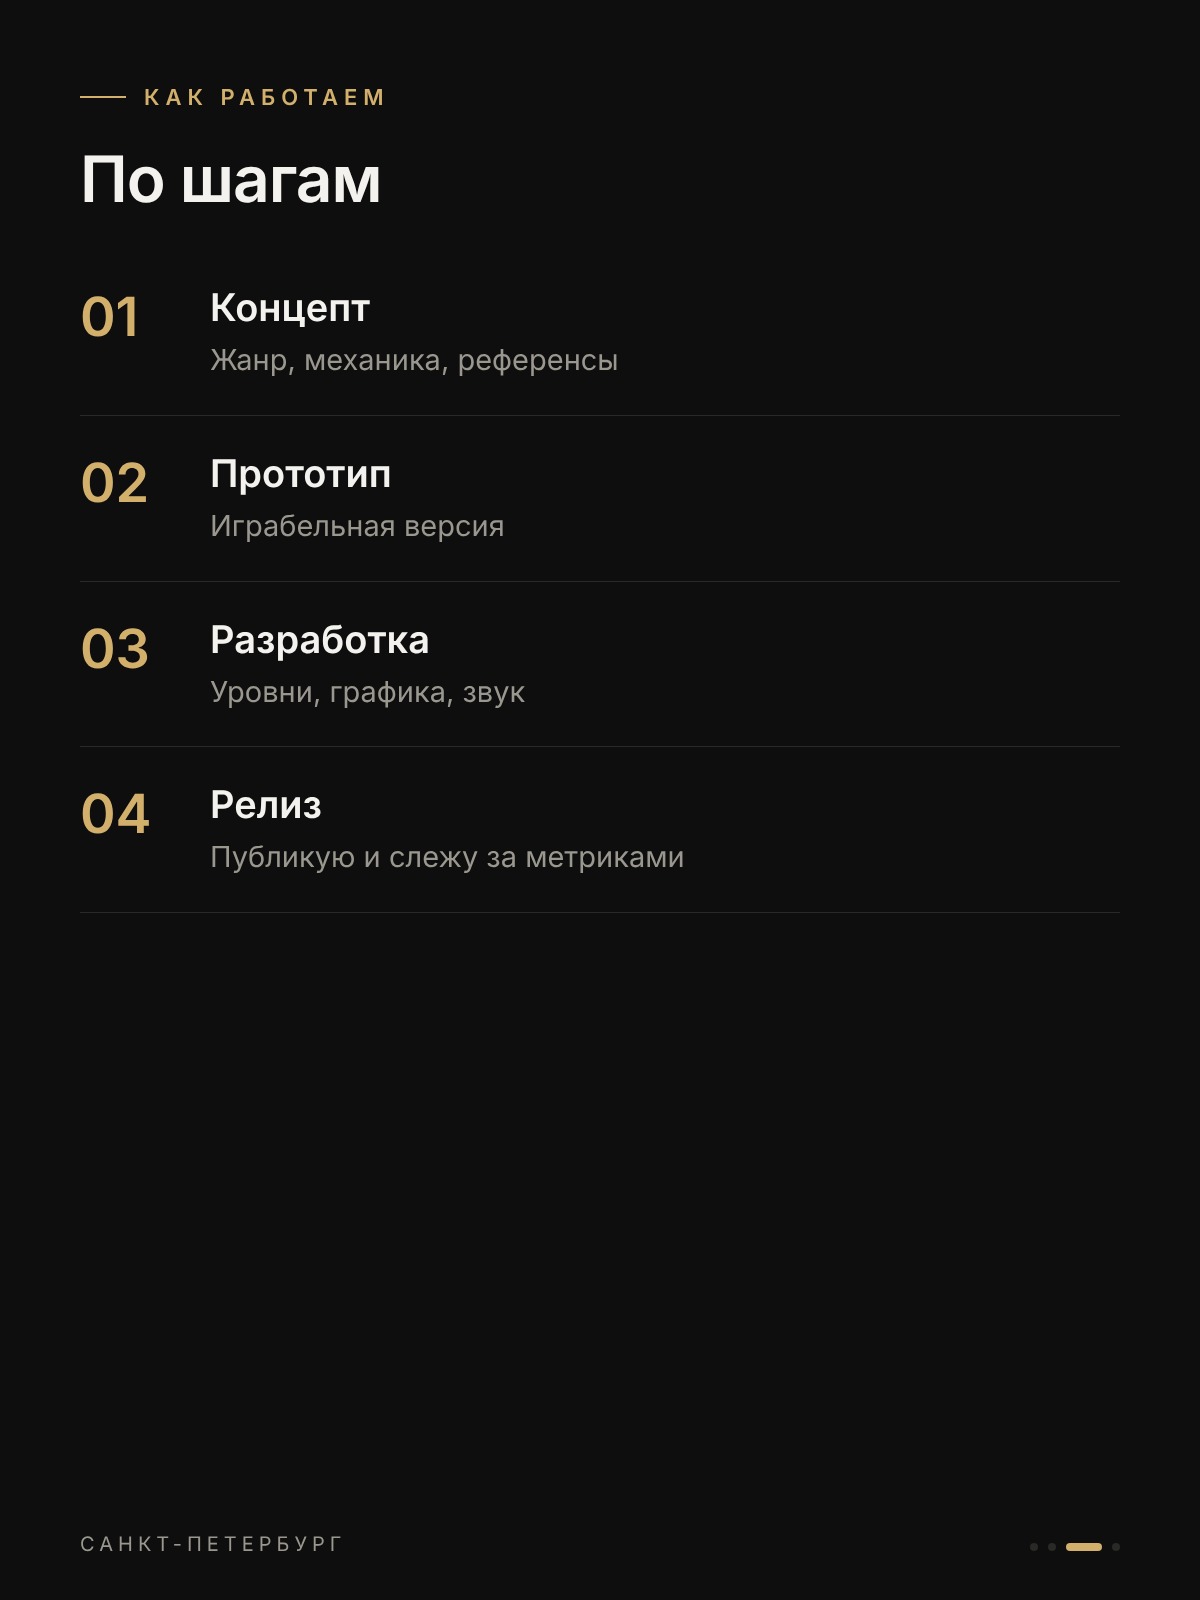 КАК РАБОТАЕМ
По шагам
01
Концепт
Жанр, механика, референсы
02
Прототип
Играбельная версия
03
Разработка
Уровни, графика, звук
04
Релиз
Публикую и слежу за метриками
САНКТ-ПЕТЕРБУРГ